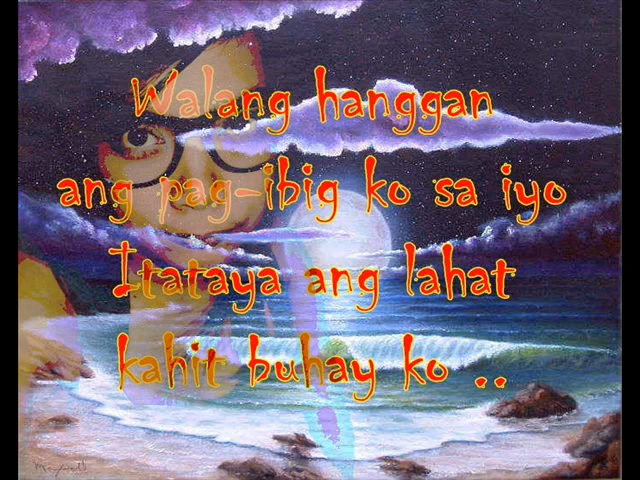 Walang hanggan
ang pag-ibig ko sa iyo
Itataya ang lahat
kahit buhay ko ..